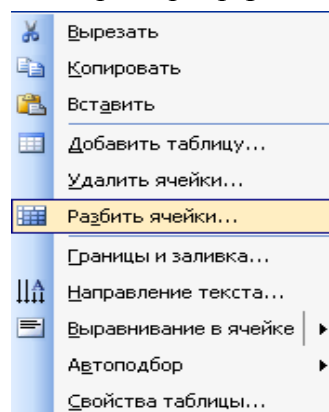 Вырезать
Копировать
Вставить
Добавить таблицу...
Удалить ячейки...
Разбить ячейки...
Границы и заливка...
Направление текста...
Выравнивание в ячейке
Автоподбор
Свойства таблицы...